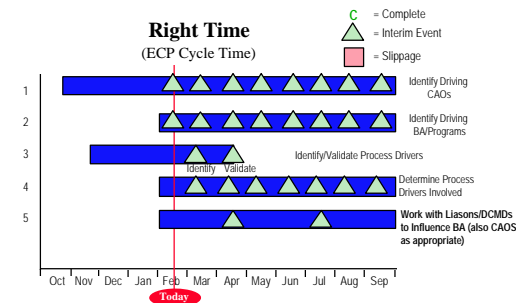 C = Complete
= Interim Event
= Slippage
Right Time
(ECP Cycle Time)
1
Identify Driving
CAOs
2
Identify Driving
BA/Programs
3
Identify Validate
Identify/Validate Process Drivers
4
Determine Process
Drivers Involved
5
Work with Liasons/DCMDs
to Influence BA (also CAOS
as appropriate)
Oct Nov Dec Jan Feb Mar Apr May Jun Jul Aug Sep
Today